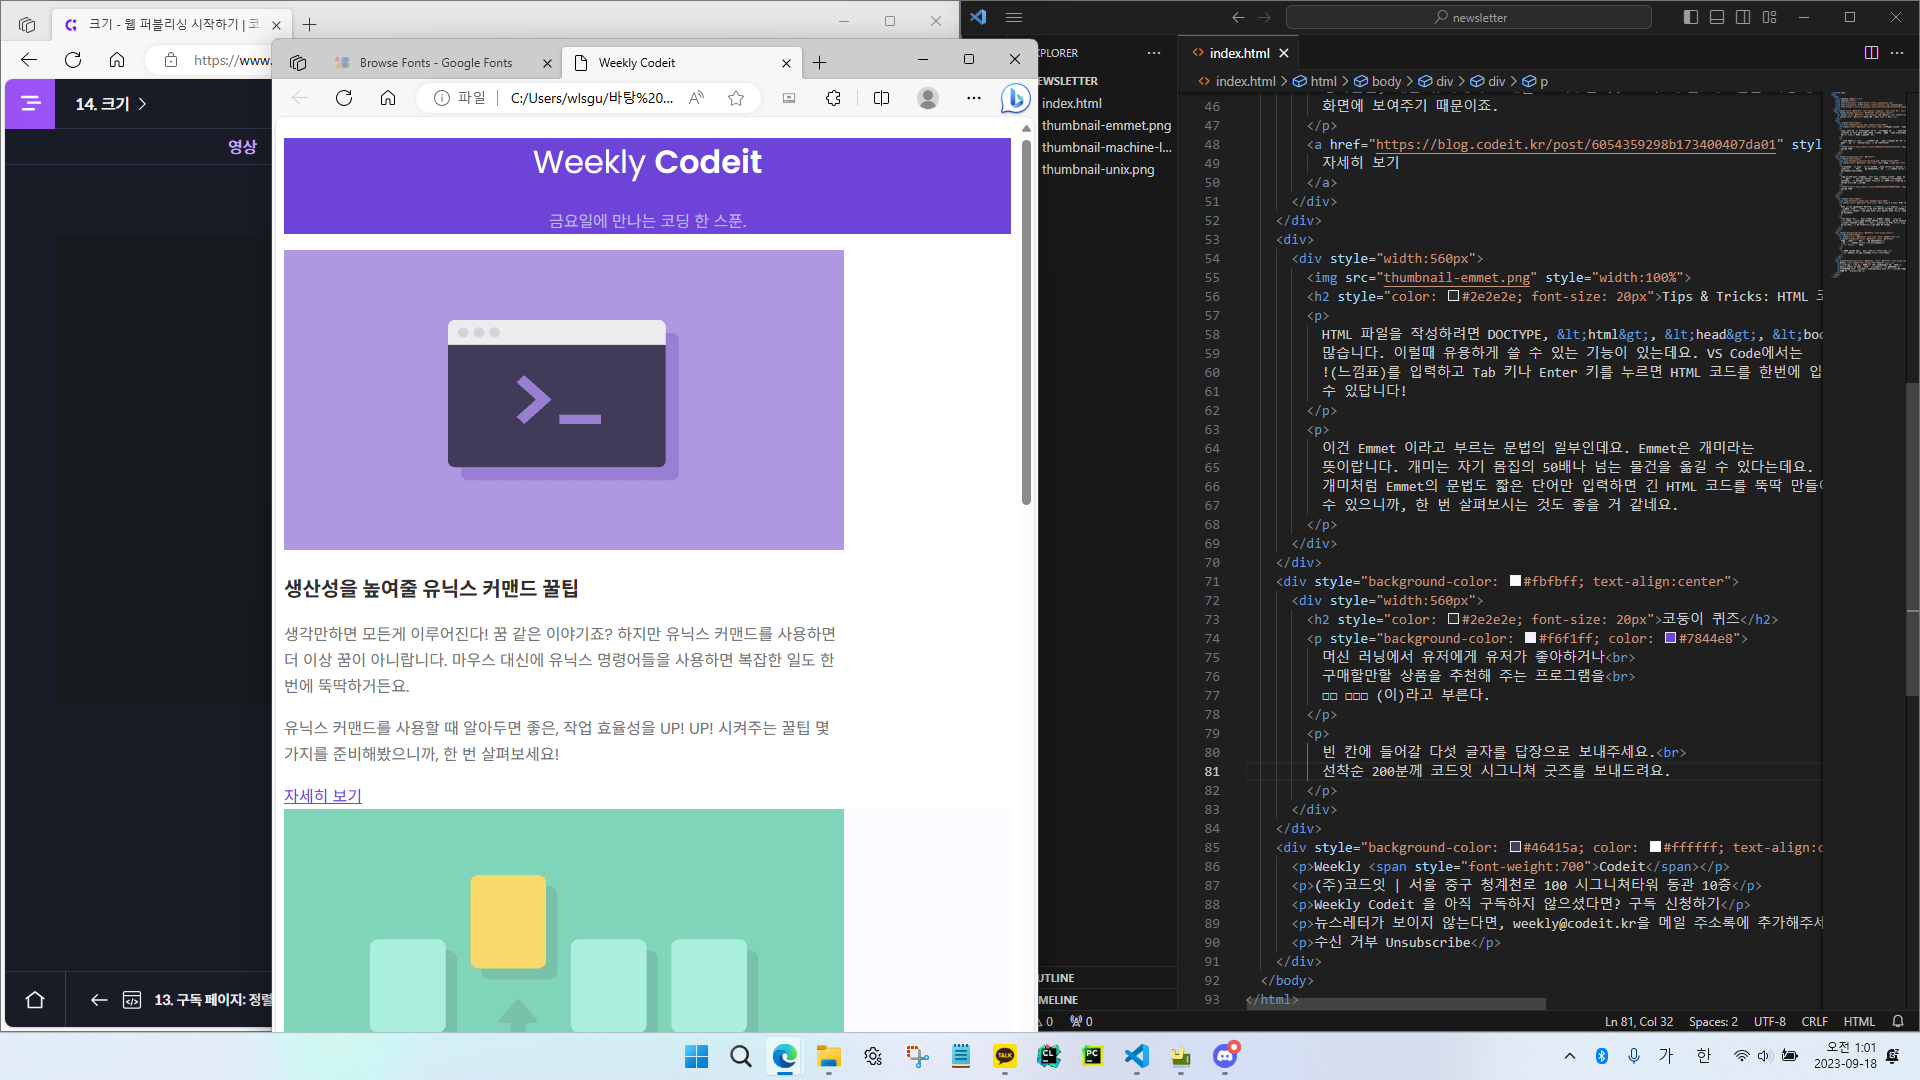 크기 - 웹 퍼블리싱 시작하기 | 코
https://www.
14. 크기
영상
13. 구독 페이지: 정렬
Browse Fonts - Google Fonts
Weekly Codeit
파일
C:/Users/wlsgu/바탕%20...
Weekly Codeit
금요일에 만나는 코딩 한 스푼.
생산성을 높여줄 유닉스 커맨드 꿀팁
생각만하면 모든게 이루어진다! 꿈 같은 이야기죠? 하지만 유닉스 커맨드를 사용하면
더 이상 꿈이 아니랍니다. 마우스 대신에 유닉스 명령어들을 사용하면 복잡한 일도 한
번에 뚝딱하거든요.
유닉스 커맨드를 사용할 때 알아두면 좋은, 작업 효율성을 UP! UP! 시켜주는 꿀팁 몇
가지를 준비해봤으니까, 한 번 살펴보세요!
자세히 보기
newsletter
XPLORER
EWSLETTER
index.html
thumbnail-emmet.png
thumbnail-machine-l...
thumbnail-unix.png
UTLINE
MELINE
index.html
index.html > html > body > div > div > p
46 화면에 보여주기 때문이죠.
47 </p>
48 <a href="https://blog.codeit.kr/post/6054359298b173400407da01" styl
49 자세히 보기
50 </a>
51 </div>
52 </div>
53 <div>
54 <div style="width:560px">
55 <img src="thumbnail-emmet.png" style="width:100%">
56 <h2 style="color: #2e2e2e; font-size: 20px">Tips & Tricks: HTML 코
57 <p>
58 HTML 파일을 작성하려면 DOCTYPE, &lt;html&gt;, &lt;head&gt;, &lt;bod
59 많습니다. 이럴때 유용하게 쓸 수 있는 기능이 있는데요. VS Code에서는
60 !(느낌표)를 입력하고 Tab 키나 Enter 키를 누르면 HTML 코드를 한번에 입
61 수 있답니다!
62 </p>
63 <p>
64 이건 Emmet 이라고 부르는 문법의 일부인데요. Emmet은 개미라는
65 뜻이랍니다. 개미는 자기 몸집의 50배나 넘는 물건을 옮길 수 있다는데요.
66 개미처럼 Emmet의 문법도 짧은 단어만 입력하면 긴 HTML 코드를 뚝딱 만들어
67 수 있으니까, 한 번 살펴보시는 것도 좋을 거 같네요.
68 </p>
69 </div>
70 </div>
71 <div style="background-color: #fbfbff; text-align:center">
72 <div style="width:560px">
73 <h2 style="color: #2e2e2e; font-size: 20px">코둥이 퀴즈</h2>
74 <p style="background-color: #f6f1ff; color: #7844e8">
75 머신 러닝에서 유저에게 유저가 좋아하거나<br>
76 구매할만할 상품을 추천해 주는 프로그램을<br>
77 □□ □□□ (이)라고 부른다.
78 </p>
79 <p>
80 빈 칸에 들어갈 다섯 글자를 답장으로 보내주세요.<br>
81 선착순 200분께 코드잇 시그니쳐 굿즈를 보내드려요.
82 </p>
83 </div>
84 </div>
85 <div style="background-color: #46415a; color: #ffffff; text-align:c
86 <p>Weekly <span style="font-weight:700">Codeit</span></p>
87 <p>(주)코드잇 | 서울 중구 청계천로 100 시그니쳐타워 동관 10층</p>
88 <p>Weekly Codeit 을 아직 구독하지 않으셨다면? 구독 신청하기</p>
89 <p>뉴스레터가 보이지 않는다면, weekly@codeit.kr을 메일 주소록에 추가해주세
90 <p>수신 거부 Unsubscribe</p>
91 </div>
92 </body>
93 </html>
0 0
Ln 81, Col 32 Spaces: 2 UTF-8 CRLF HTML
TALK
CL
PC
가 한
오전 1:01
2023-09-18